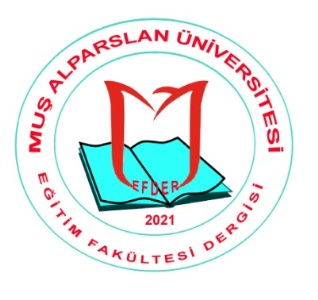 MUŞ ALPARSLAN ÜNİVERSİTESİ
EFDER
2021
EĞİTİM FAKÜLTESİ DERGİSİ